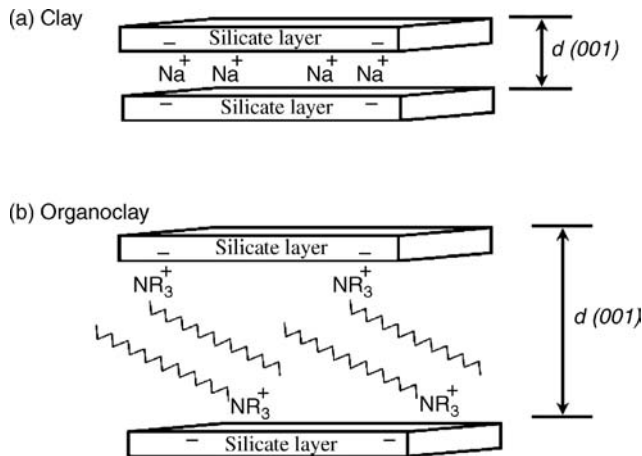 (a) Clay
− Silicate layer −
Na+ Na+ Na+ Na+
d (001)
− Silicate layer −
(b) Organoclay
− Silicate layer −
NR3+ NR3+
d (001)
NR3+ NR3+
− Silicate layer −